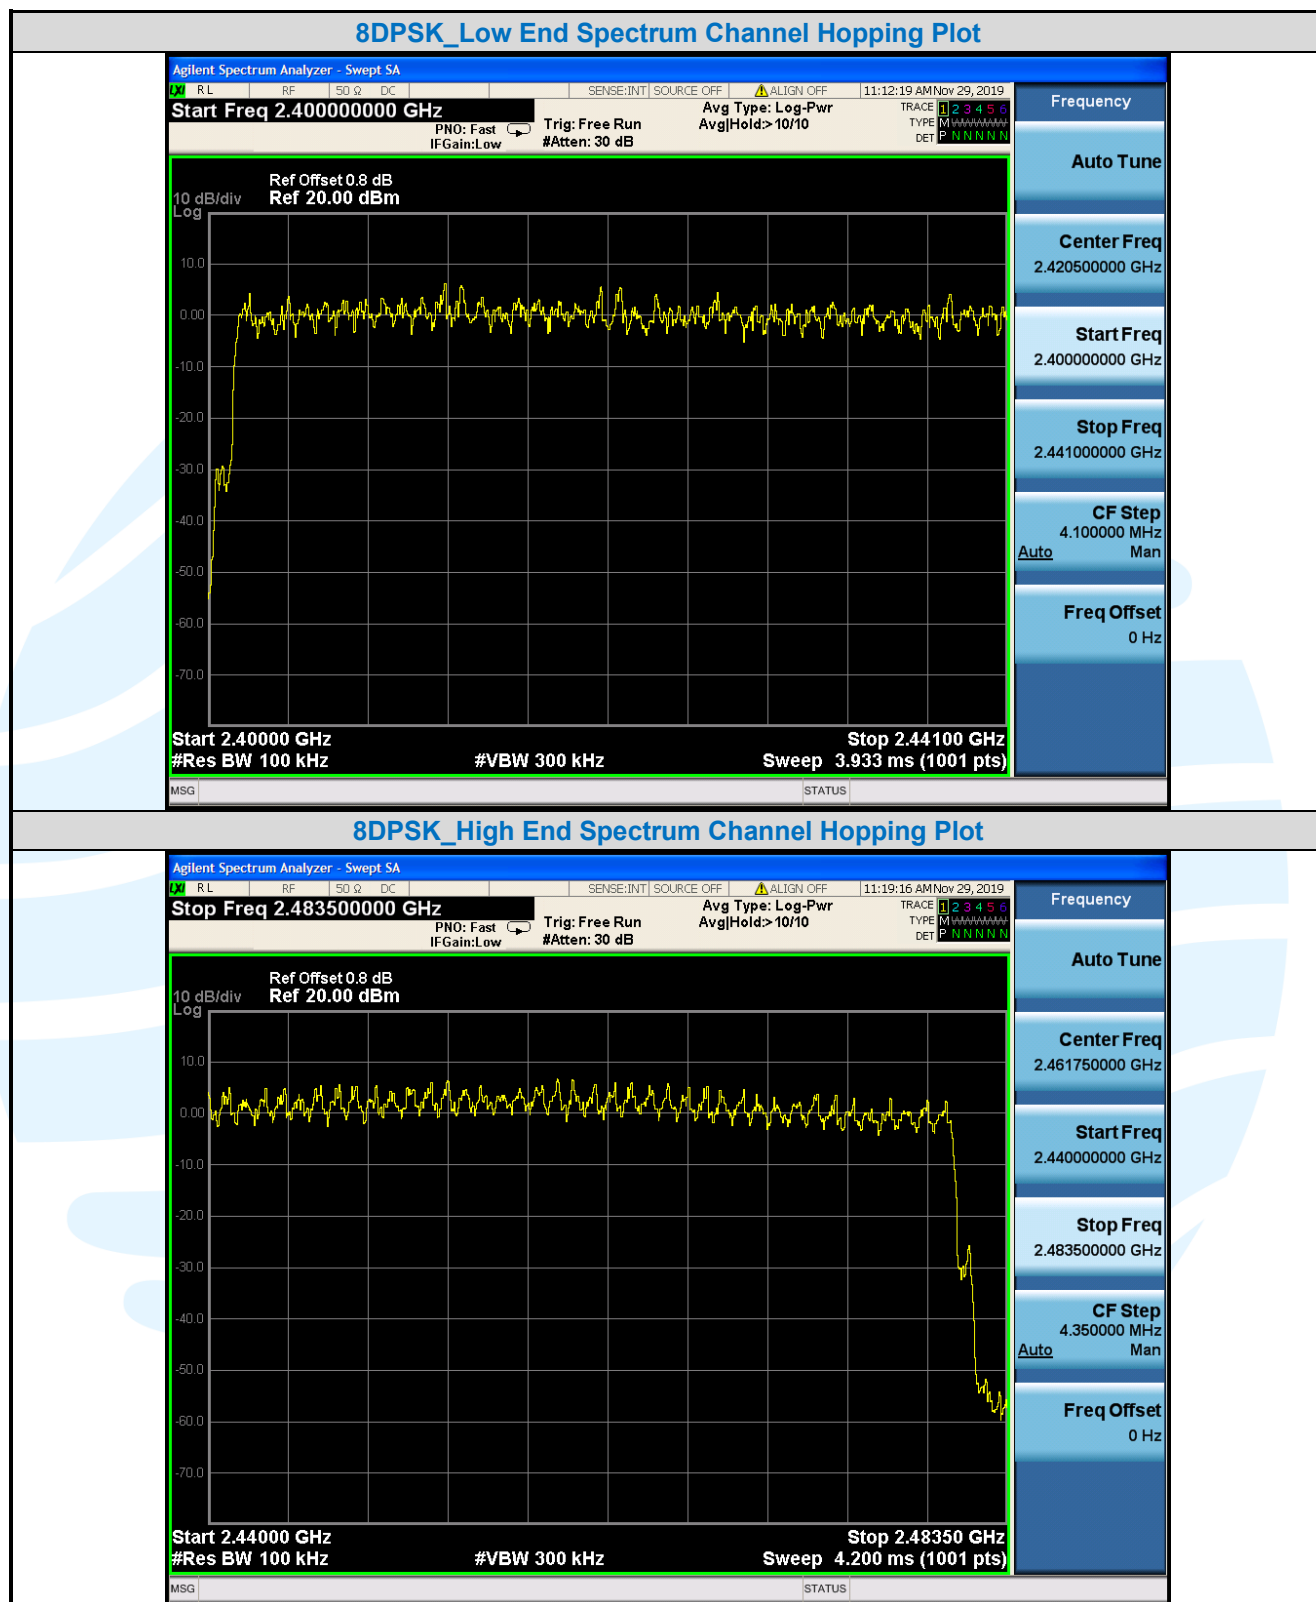 8DPSK_Low End Spectrum Channel Hopping Plot
Agilent Spectrum Analyzer - Swept SA
LXI RL RF 50 Ω DC SENSE:INT SOURCE OFF ALIGN OFF 11:12:19 AM Nov 29, 2019
Start Freq 2.400000000 GHz
PNO: Fast
IFGain:Low
Trig: Free Run
#Atten: 30 dB
Avg Type: Log-Pwr
Avg|Hold:> 10/10
TRACE 1 2 3 4 5 6
TYPE M
DET P N N N N N
Ref Offset 0.8 dB
10 dB/div Ref 20.00 dBm
Log
10.0
0.00
-10.0
-20.0
-30.0
-40.0
-50.0
-60.0
-70.0
Start 2.40000 GHz Stop 2.44100 GHz
#Res BW 100 kHz #VBW 300 kHz Sweep 3.933 ms (1001 pts)
MSG STATUS
Frequency
Auto Tune
Center Freq
2.420500000 GHz
Start Freq
2.400000000 GHz
Stop Freq
2.441000000 GHz
CF Step
4.100000 MHz
Auto Man
Freq Offset
0 Hz
8DPSK_High End Spectrum Channel Hopping Plot
Agilent Spectrum Analyzer - Swept SA
LXI RL RF 50 Ω DC SENSE:INT SOURCE OFF ALIGN OFF 11:19:16 AM Nov 29, 2019
Stop Freq 2.483500000 GHz
PNO: Fast
IFGain:Low
Trig: Free Run
#Atten: 30 dB
Avg Type: Log-Pwr
Avg|Hold:> 10/10
TRACE 1 2 3 4 5 6
TYPE M
DET P N N N N N
Ref Offset 0.8 dB
10 dB/div Ref 20.00 dBm
Log
10.0
0.00
-10.0
-20.0
-30.0
-40.0
-50.0
-60.0
-70.0
Start 2.44000 GHz Stop 2.48350 GHz
#Res BW 100 kHz #VBW 300 kHz Sweep 4.200 ms (1001 pts)
MSG STATUS
Frequency
Auto Tune
Center Freq
2.461750000 GHz
Start Freq
2.440000000 GHz
Stop Freq
2.483500000 GHz
CF Step
4.350000 MHz
Auto Man
Freq Offset
0 Hz